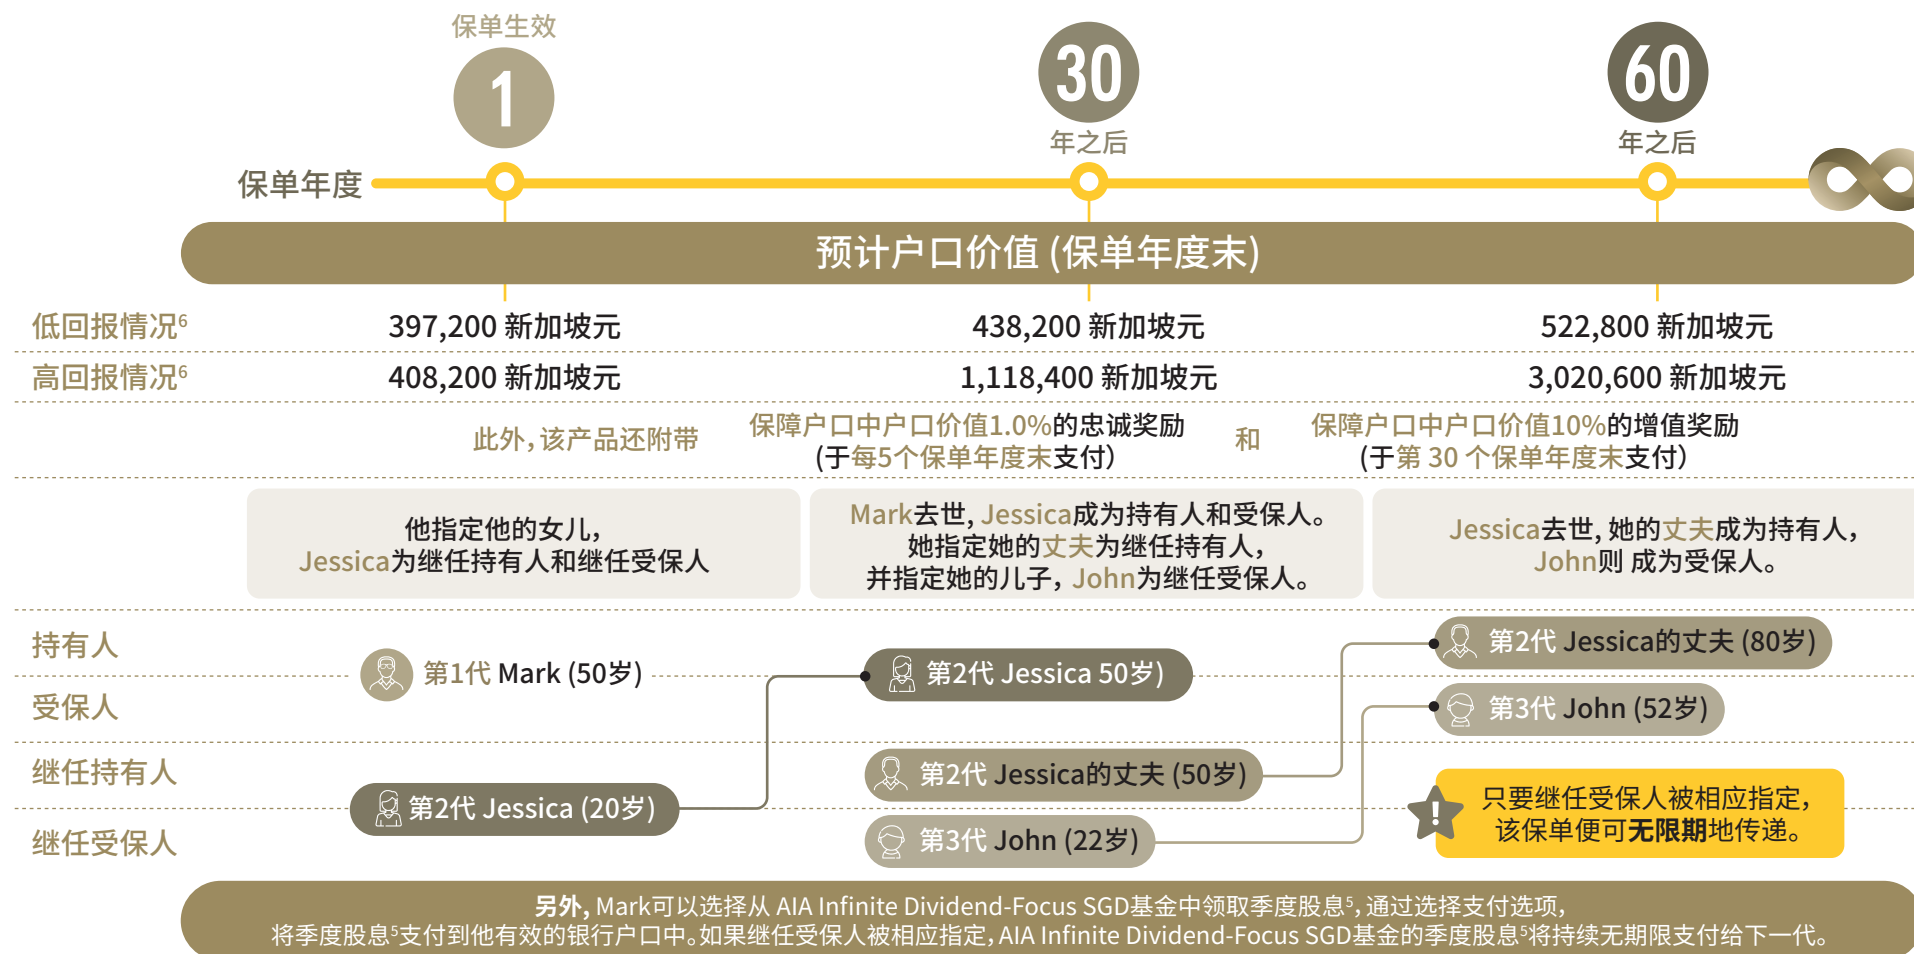 保单生效
1
30
年之后
60
年之后
保单年度
预计户口价值 (保单年度末)
低回报情况6
397,200 新加坡元
438,200 新加坡元
522,800 新加坡元
高回报情况6
408,200 新加坡元
1,118,400 新加坡元
3,020,600 新加坡元
此外, 该产品还附带
保障户口中户口价值1.0%的忠诚奖励
(于每5个保单年度末支付)
和
保障户口中户口价值10%的增值奖励
(于第 30 个保单年度末支付)
他指定他的女儿,
Jessica为继任持有人和继任受保人
Mark去世, Jessica成为持有人和受保人。
她指定她的丈夫为继任持有人,
并指定她的儿子, John为继任受保人。
Jessica去世, 她的丈夫成为持有人,
John则 成为受保人。
持有人
受保人
继任持有人
继任受保人
第1代 Mark (50岁)
第2代 Jessica (20岁)
第2代 Jessica 50岁)
第2代 Jessica的丈夫 (50岁)
第3代 John (22岁)
第2代 Jessica的丈夫 (80岁)
第3代 John (52岁)
!
只要继任受保人被相应指定,
该保单便可无限期地传递。
另外, Mark可以选择从 AIA Infinite Dividend-Focus SGD基金中领取季度股息5, 通过选择支付选项,
将季度股息5支付到他有效的银行户口中。如果继任受保人被相应指定, AIA Infinite Dividend-Focus SGD基金的季度股息5将持续无期限支付给下一代。